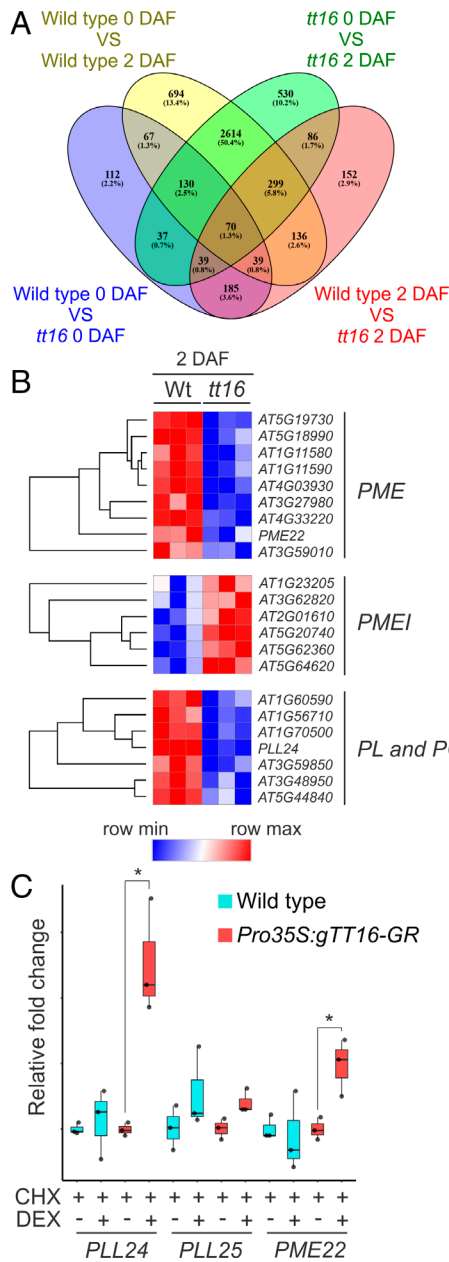 A
Wild type 0 DAF
VS
Wild type 2 DAF
tt16 0 DAF
VS
tt16 2 DAF
694
(13.4%)
530
(10.2%)
67
(1.3%)
2614
(50.4%)
86
(1.7%)
112
(2.2%)
130
(2.5%)
299
(5.8%)
152
(2.9%)
37
(0.7%)
70
(1.3%)
136
(2.6%)
39
(0.8%)
39
(0.8%)
185
(3.6%)
Wild type 0 DAF
VS
tt16 0 DAF
Wild type 2 DAF
VS
tt16 2 DAF
B
2 DAF
Wt tt16
AT5G19730
AT5G18990
AT1G11580
AT1G11590
AT4G03930
AT3G27980
AT4G33220
PME22
AT3G59010
PME
AT1G23205
AT3G62820
AT2G01610
AT5G20740
AT5G62360
AT5G64620
PMEI
AT1G60590
AT1G56710
AT1G70500
PLL24
AT3G59850
AT3G48950
AT5G44840
PL and
row min row max
C
Relative fold change
Wild type
Pro35S:gTT16-GR
*
*
CHX + + + + + + + + + + + +
DEX - + - + - + - + - + - +
PLL24 PLL25 PME22